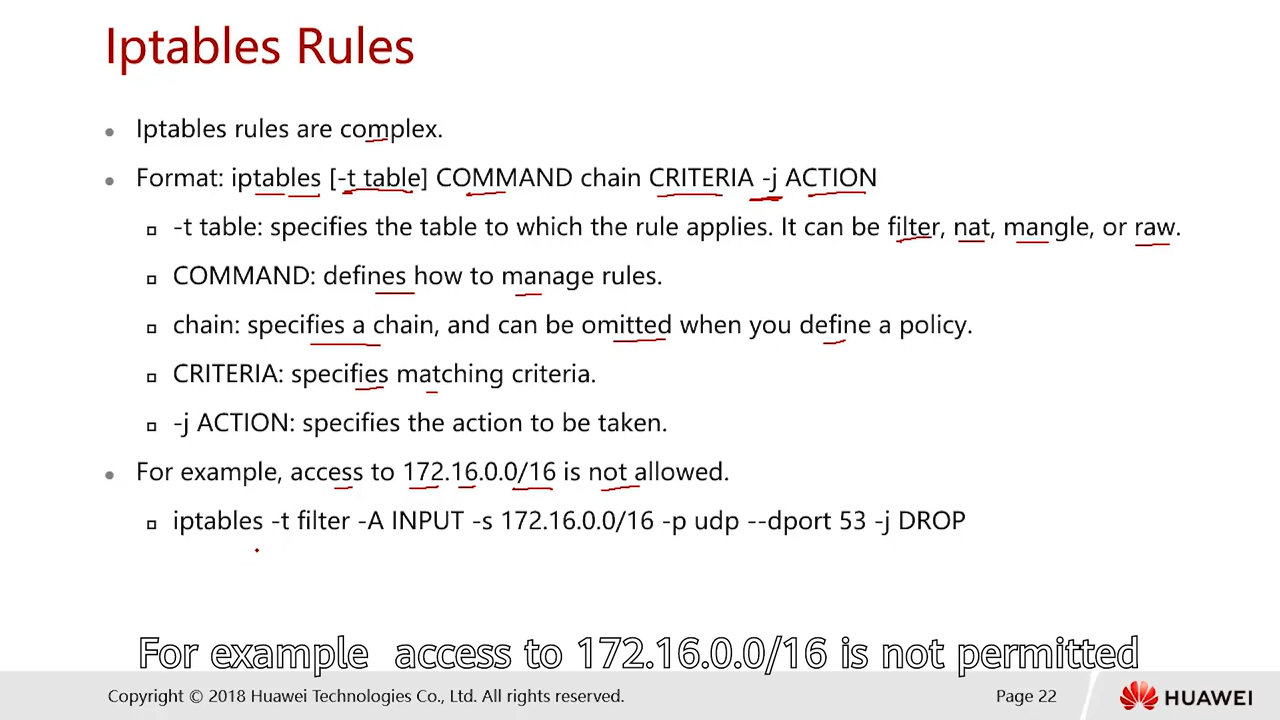 Iptables Rules
Iptables rules are complex.
Format: iptables [-t table] COMMAND chain CRITERIA -j ACTION
-t table: specifies the table to which the rule applies. It can be filter, nat, mangle, or raw.
COMMAND: defines how to manage rules.
chain: specifies a chain, and can be omitted when you define a policy.
CRITERIA: specifies matching criteria.
-j ACTION: specifies the action to be taken.
For example, access to 172.16.0.0/16 is not allowed.
iptables -t filter -A INPUT -s 172.16.0.0/16 -p udp --dport 53 -j DROP
For example access to 172.16.0.0/16 is not permitted
Copyright © 2018 Huawei Technologies Co., Ltd. All rights reserved.
Page 22
HUAWEI